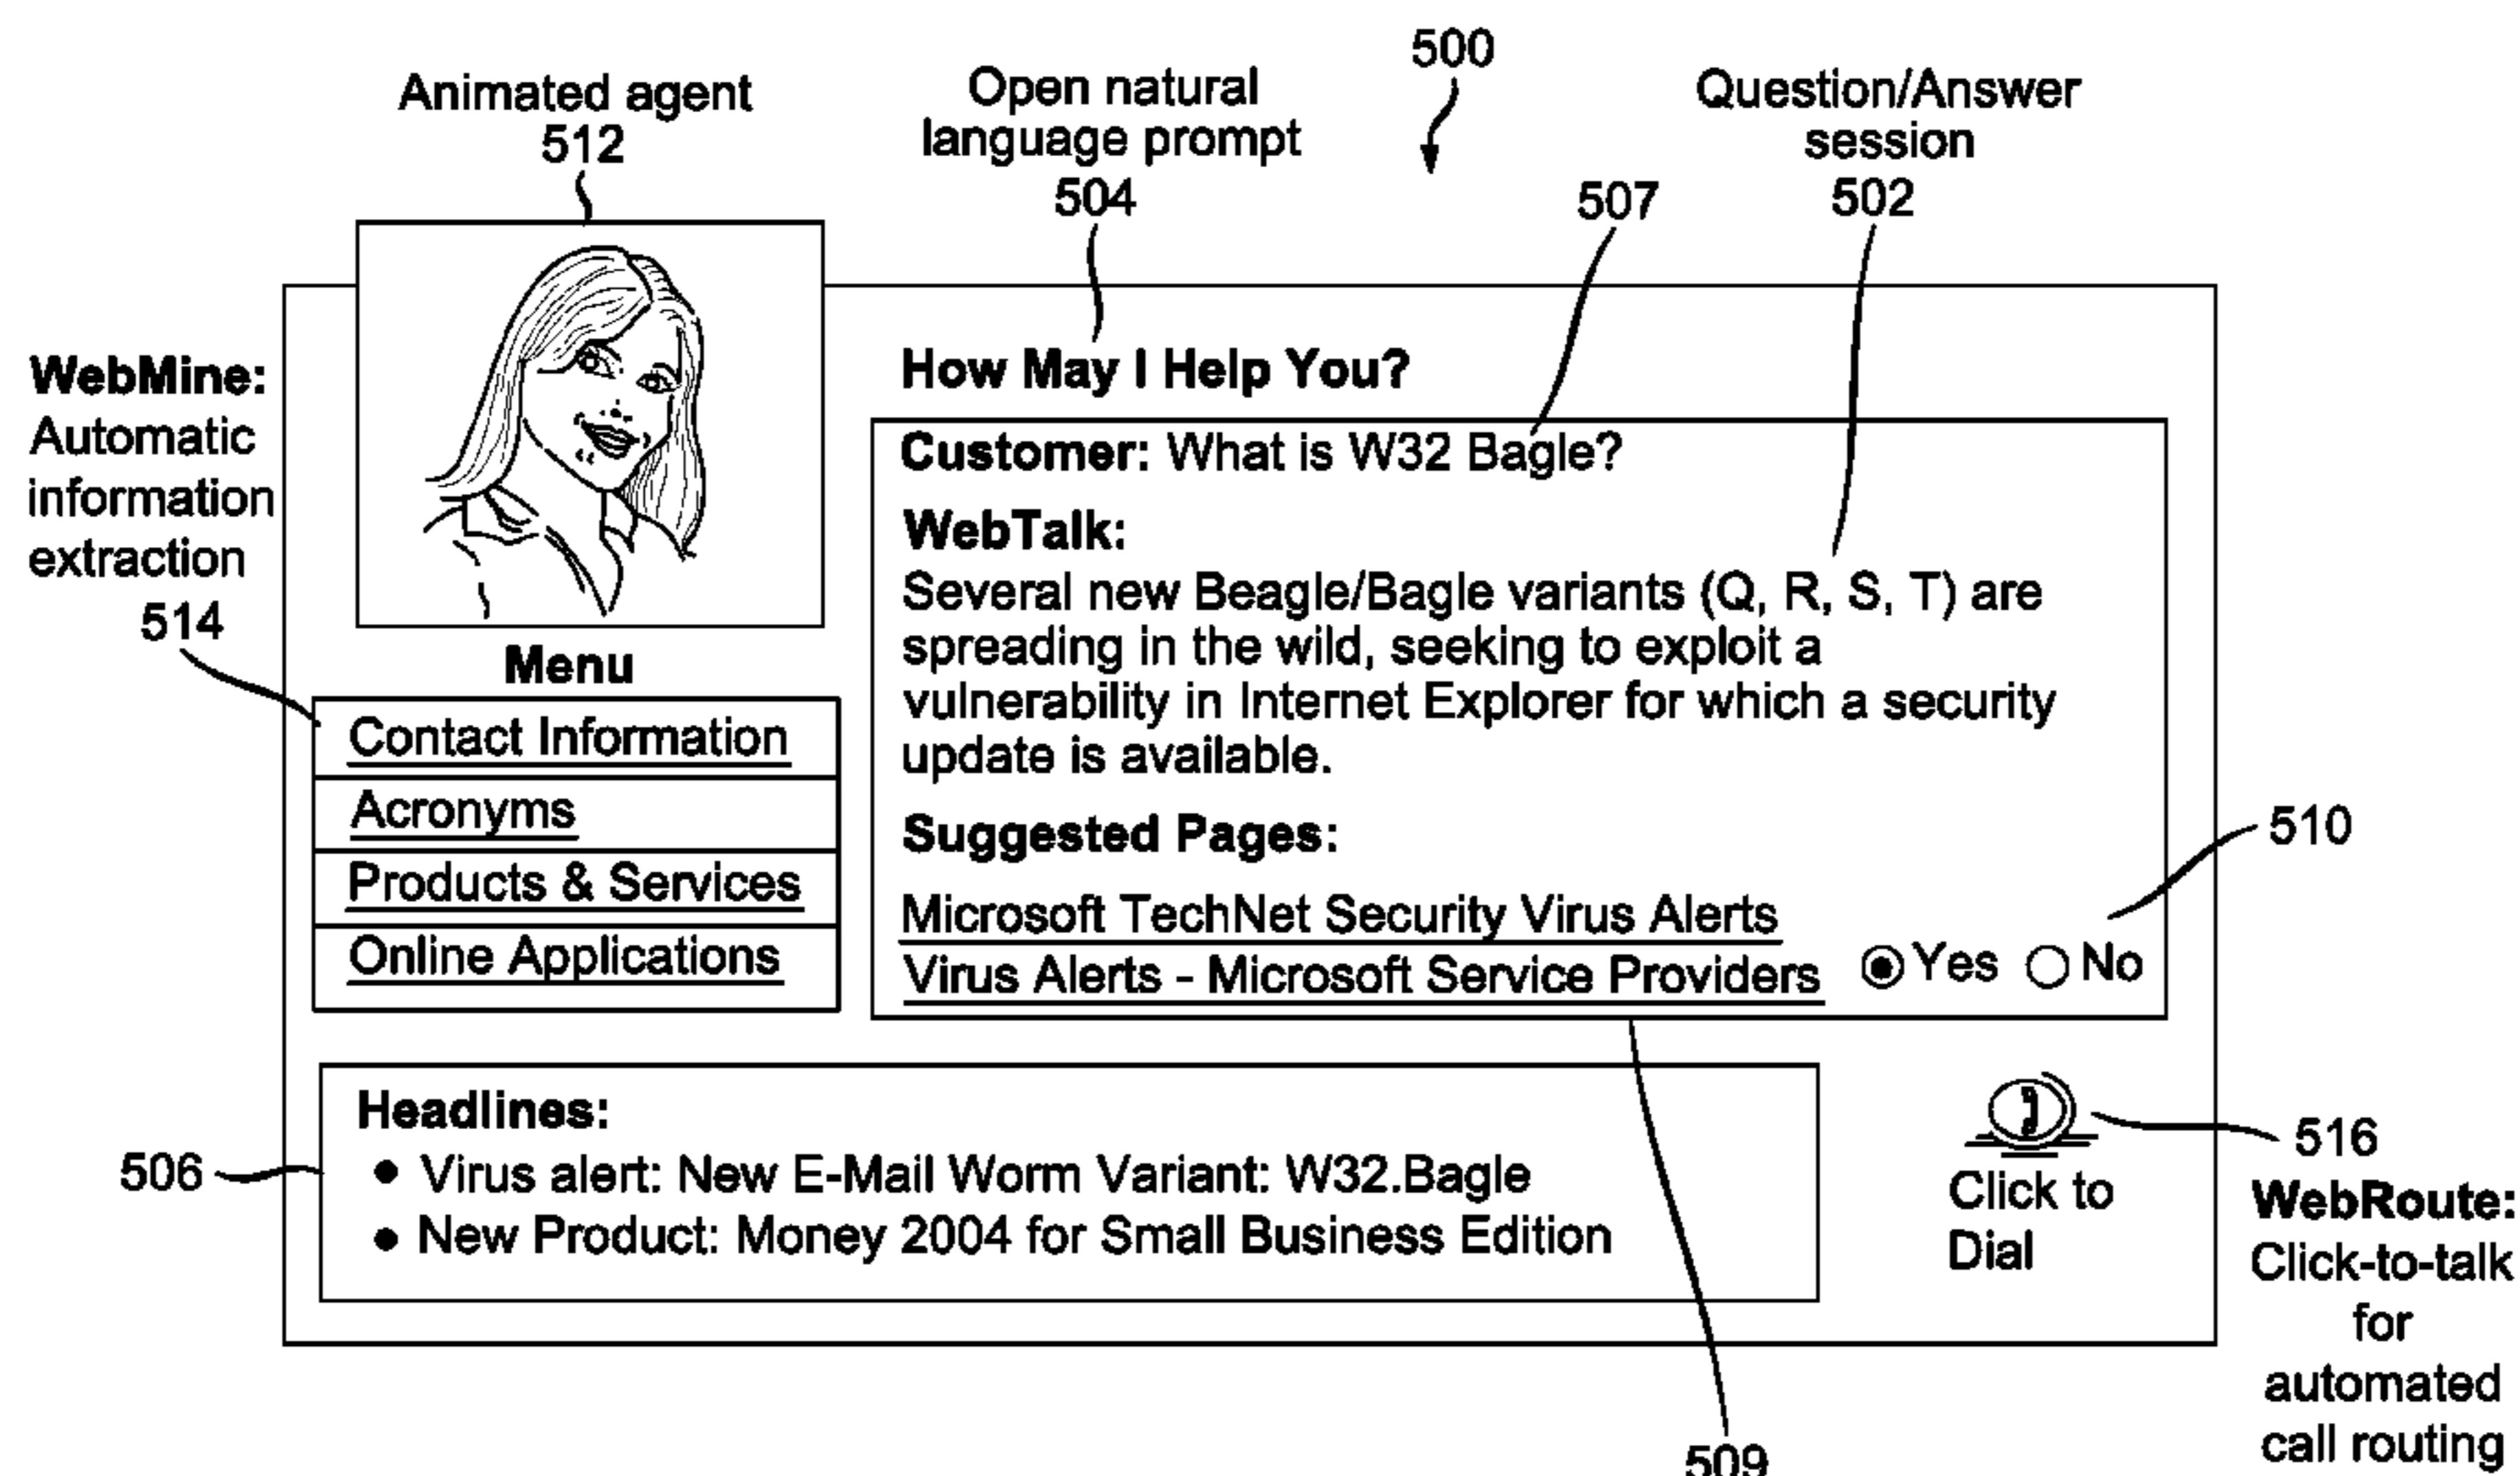 500
Animated agent
512
Open natural
language prompt
504
507
Question/Answer
session
502
WebMine:
Automatic
information
extraction
514
How May I Help You?
Customer: What is W32 Bagle?
WebTalk:
Several new Beagle/Bagle variants (Q, R, S, T) are
spreading in the wild, seeking to exploit a
vulnerability in Internet Explorer for which a security
update is available.
Suggested Pages:
Microsoft TechNet Security Virus Alerts
Virus Alerts - Microsoft Service Providers
Yes No
510
Menu
Contact Information
Acronyms
Products & Services
Online Applications
506
Headlines:
• Virus alert: New E-Mail Worm Variant: W32.Bagle
• New Product: Money 2004 for Small Business Edition
Click to
Dial
516
WebRoute:
Click-to-talk
for
automated
call routing
509